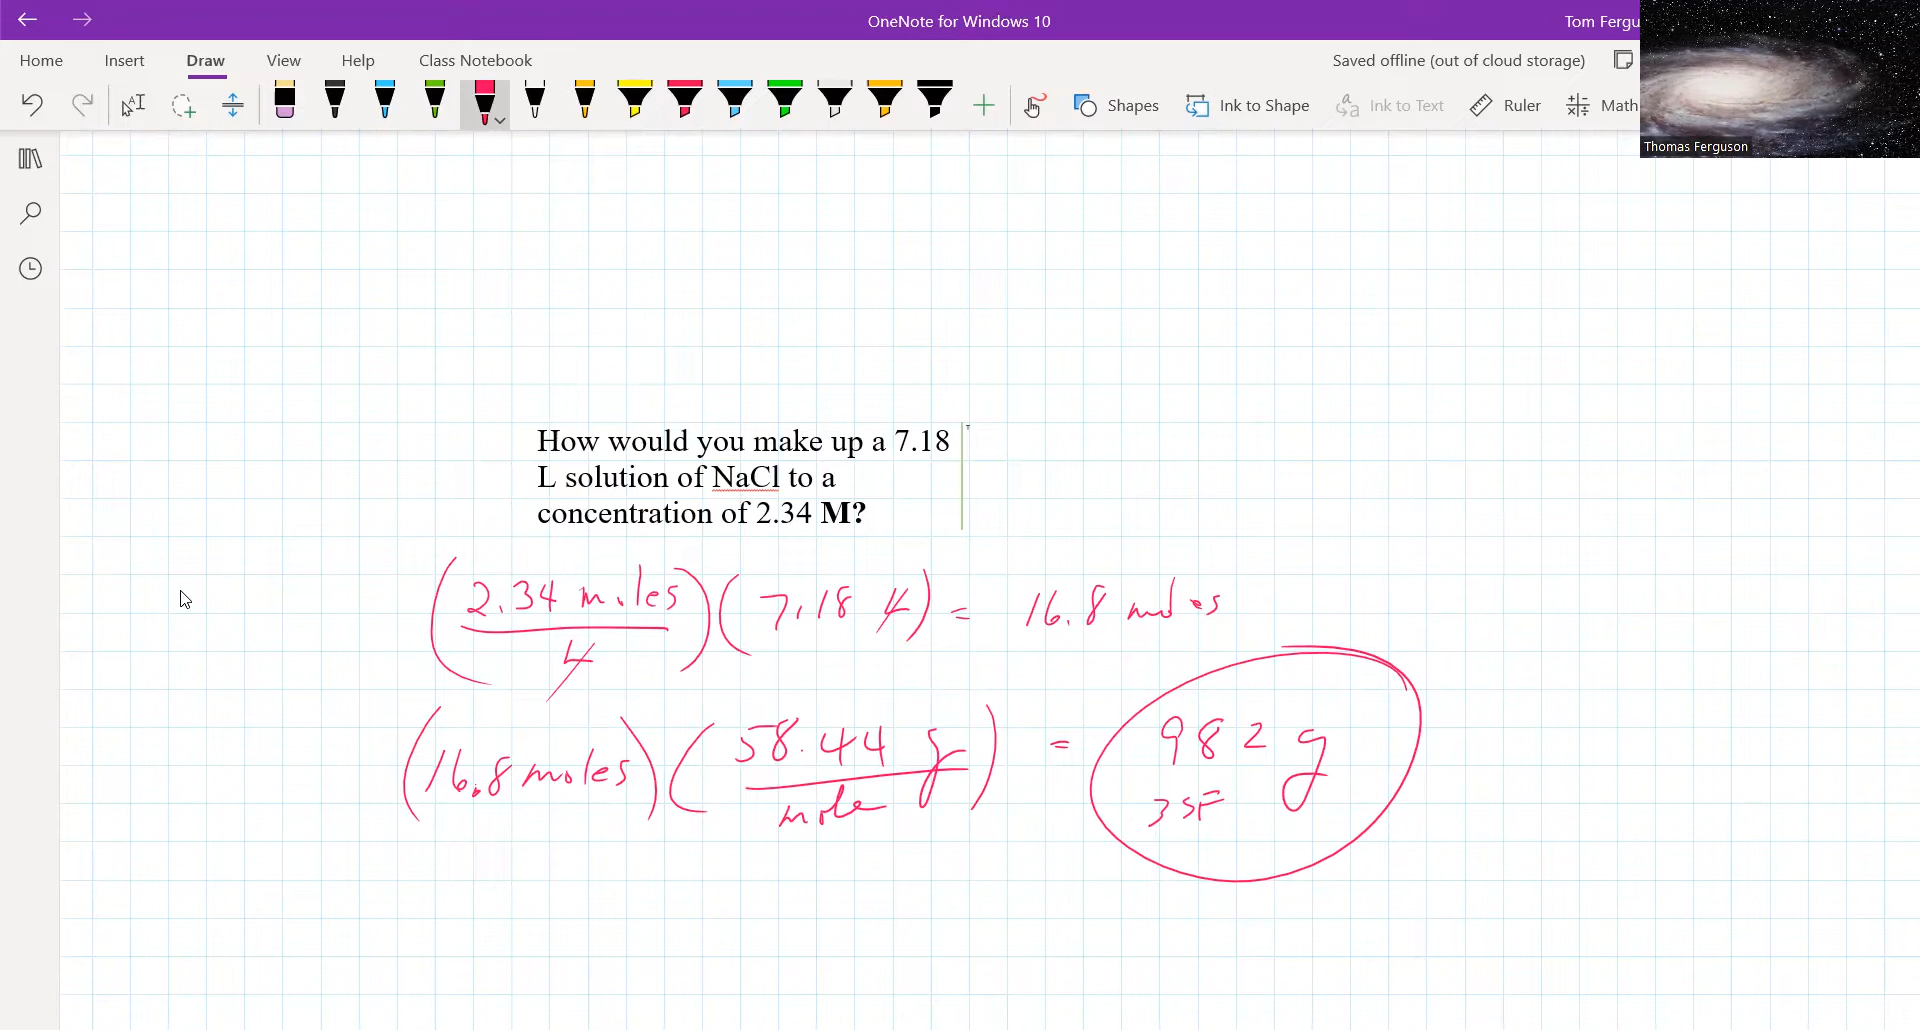 OneNote for Windows 10
Tom Fergu
Home Insert Draw View Help Class Notebook
Saved offline (out of cloud storage)
Shapes Ink to Shape Ink to Text Ruler Math
Thomas Ferguson
How would you make up a 7.18
L solution of NaCl to a
concentration of 2.34 M?
(2.34 moles / L)(7.18 L) = 16.8 moles
(16.8 moles)(58.44 g / mole) = 982 g
3 SF